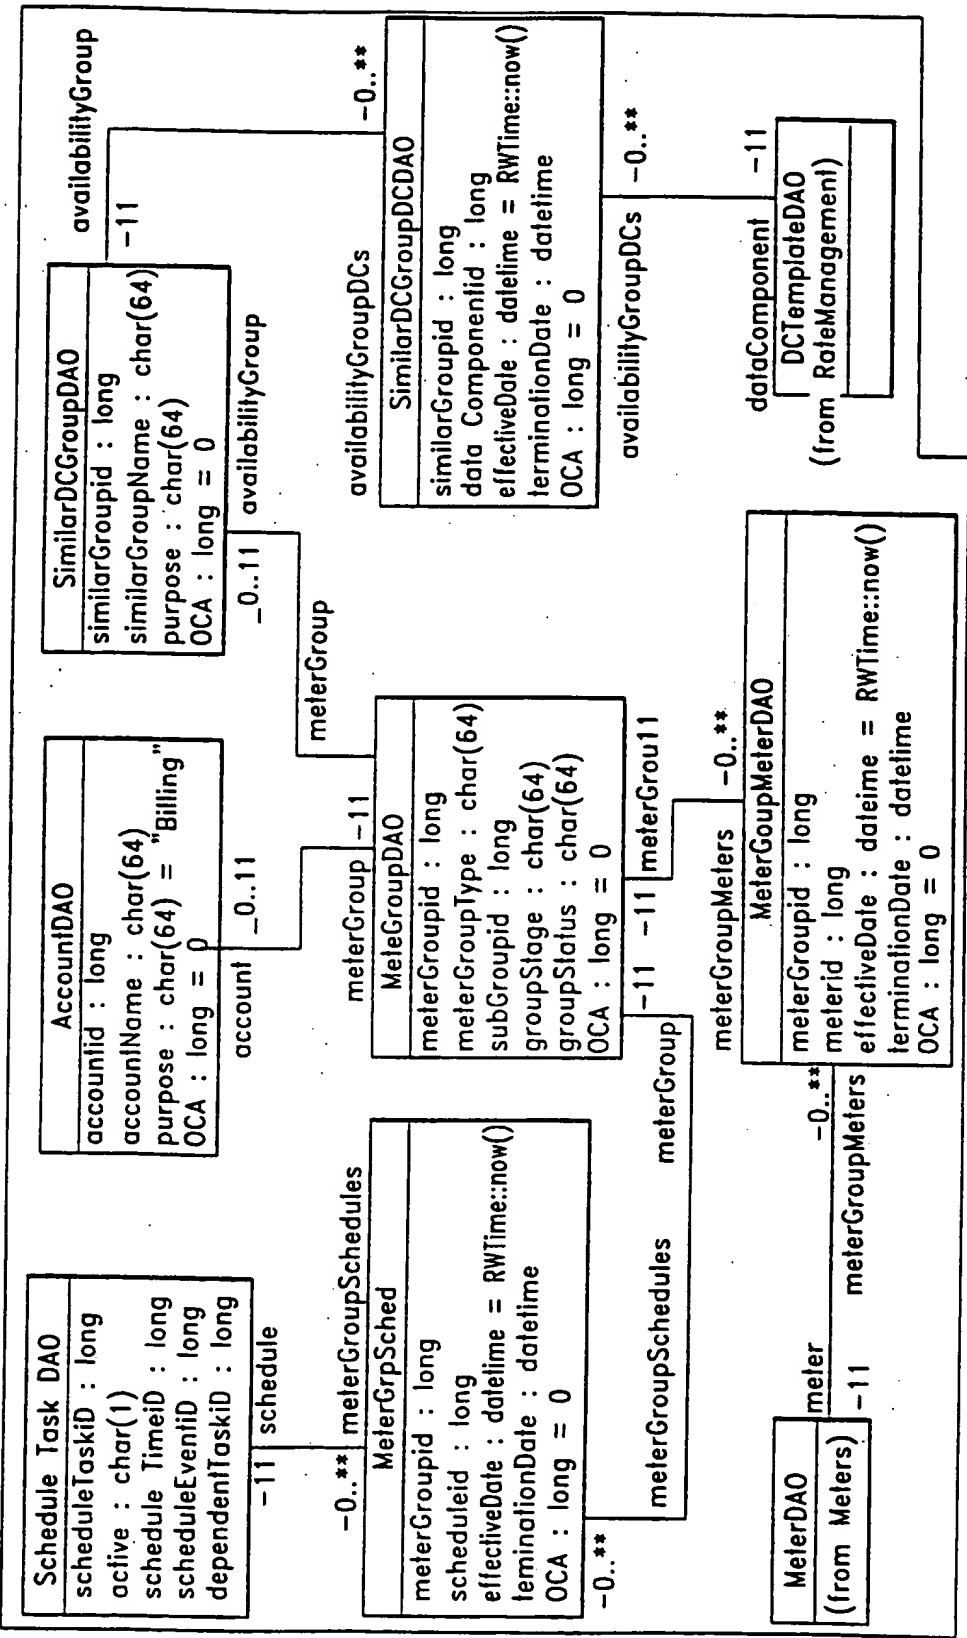 Schedule Task DAO
scheduleTaskiD : long
active : char(1)
schedule TimeiD : long
scheduleEventiD : long
dependentTaskiD : long
-11 schedule
-0..** meterGroupSchedules
MeterGrpSched
meterGroupid : long
scheduleid : long
effectiveDate : datetime = RWTime::now()
teminationDate : datetime
OCA : long = 0
-0..**
meterGroupSchedules
meterGroup
AccountDAO
accountid : long
accountName : char(64)
purpose : char(64) = "Billing"
OCA : long = 0
account
_0..11
meterGroup
-11
MeteGroupDAO
meterGroupid : long
meterGroupType : char(64)
subGroupid : long
groupStage : char(64)
groupStatus : char(64)
OCA : long = 0
-11
-11
meterGrou11
SimilarDCGroupDAO
similarGroupid : long
similarGroupName : char(64)
purpose : char(64)
OCA : long = 0
_0..11
availabilityGroup
meterGroup
-11
availabilityGroup
-0..**
availabilityGroupDCs
SimilarDCGroupDCDAO
similarGroupid : long
data Componentid : long
effectiveDate : datetime = RWTime::now()
terminationDate : datetime
OCA : long = 0
availabilityGroupDCs
-0..**
dataComponent
-11
DCTemplateDAO
(from RateManagement)
meterGroupMeters
-0..**
MeterGoupMeterDAO
meterGroupid : long
meterid : long
effectiveDate : dateime = RWTime::now()
terminationDate : datetime
OCA : long = 0
-0..**
meterGroupMeters
meter
-11
MeterDAO
(from Meters)